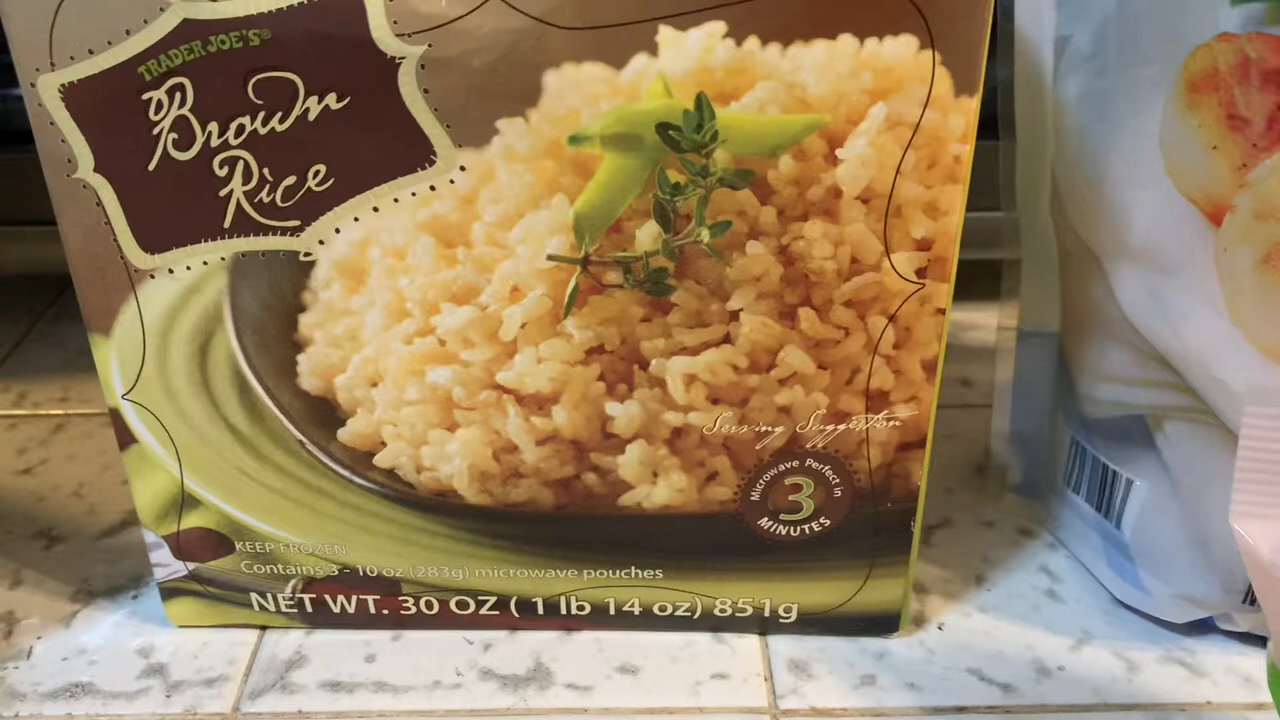 TRADER JOE'S®
Brown
Rice
Serving Suggestion
Microwave Perfect in
3
MINUTES
KEEP FROZEN
Contains 3 - 10 oz (283g) microwave pouches
NET WT. 30 OZ ( 1 lb 14 oz) 851g